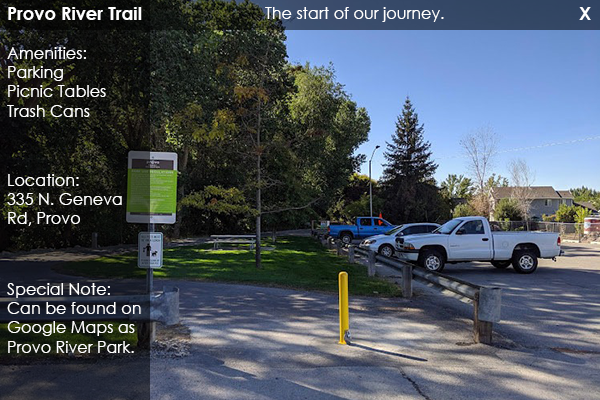 Provo River Trail
The start of our journey.
X
Amenities:
Parking
Picnic Tables
Trash Cans
Location:
335 N. Geneva
Rd, Provo
Special Note:
Can be found on
Google Maps as
Provo River Park.